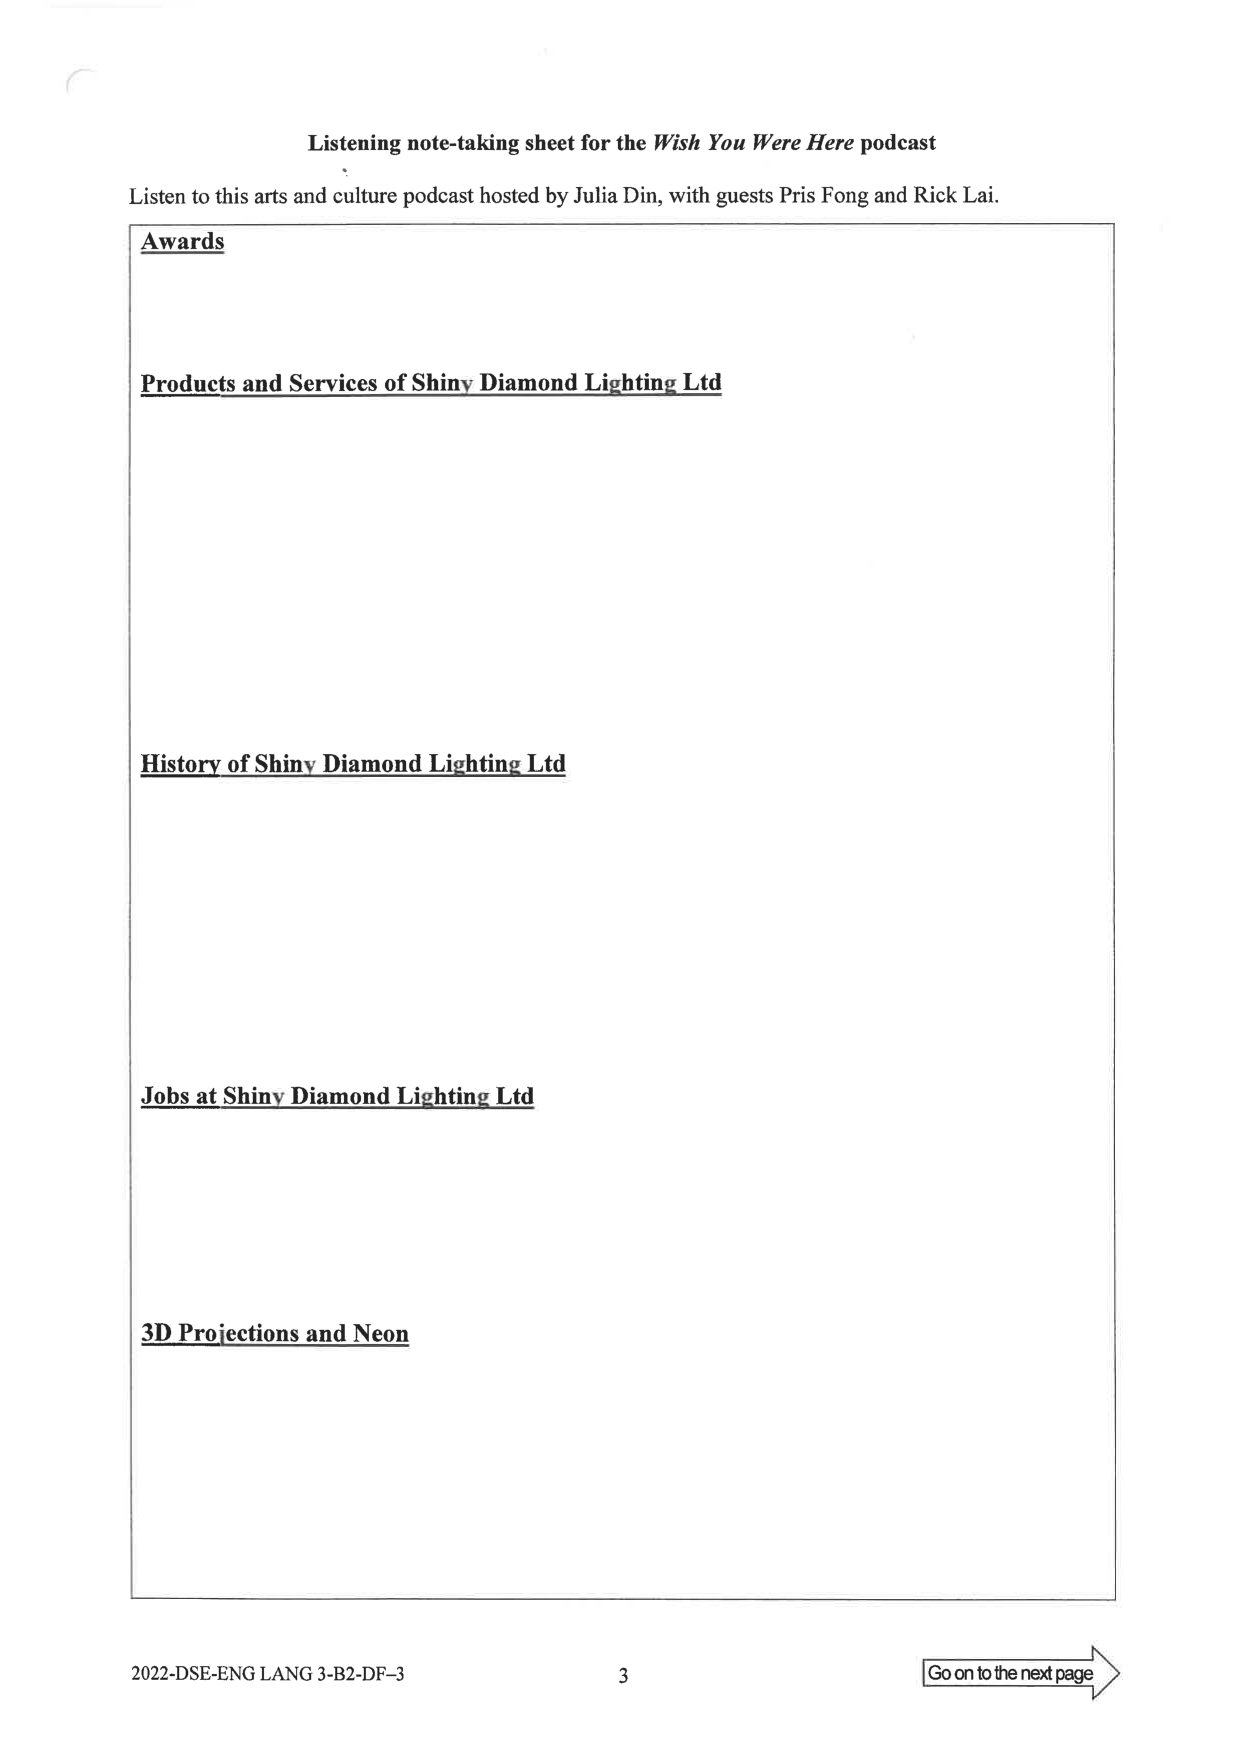 Listening note-taking sheet for the Wish You Were Here podcast
Listen to this arts and culture podcast hosted by Julia Din, with guests Pris Fong and Rick Lai.
Awards
Products and Services of Shiny Diamond Lighting Ltd
History of Shiny Diamond Lighting Ltd
Jobs at Shiny Diamond Lighting Ltd
3D Projections and Neon
2022-DSE-ENG LANG 3-B2-DF–3
3
Go on to the next page